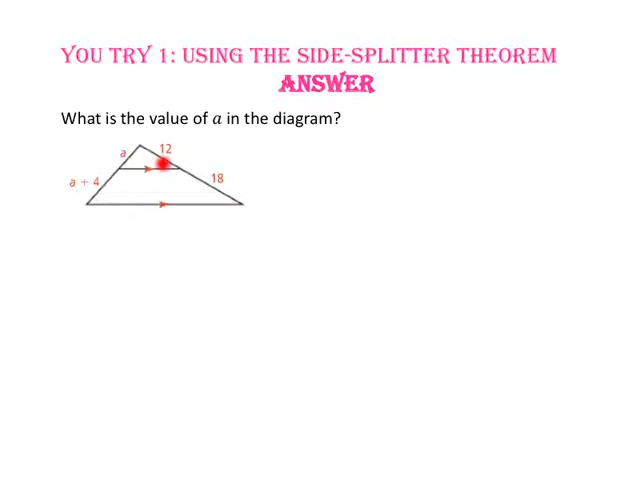 YOU TRY 1: USING THE SIDE-SPLITTER THEOREM
ANSWER
What is the value of a in the diagram?
a
12
a + 4
18